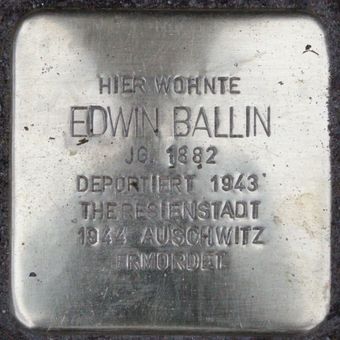 HIER WOHNTE
EDWIN BALLIN
JG. 1882
DEPORTIERT 1943
THERESIENSTADT
1944 AUSCHWITZ
ERMORDET